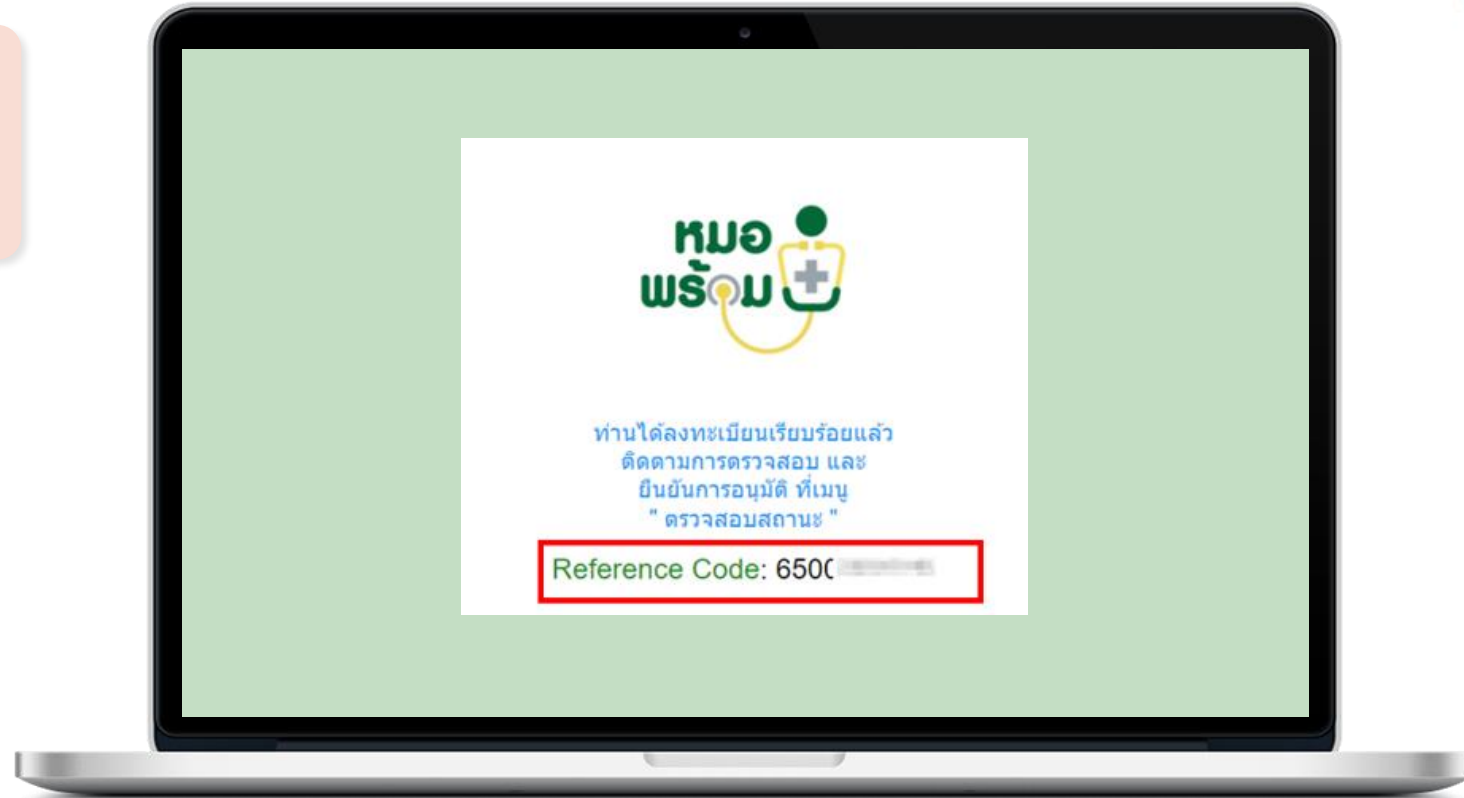 หมอ
พร้อม
ท่านได้ลงทะเบียนเรียบร้อยแล้ว
ติดตามการตรวจสอบ และ
ยืนยันการอนุมัติ ที่เมนู
" ตรวจสอบสถานะ "
Reference Code: 650